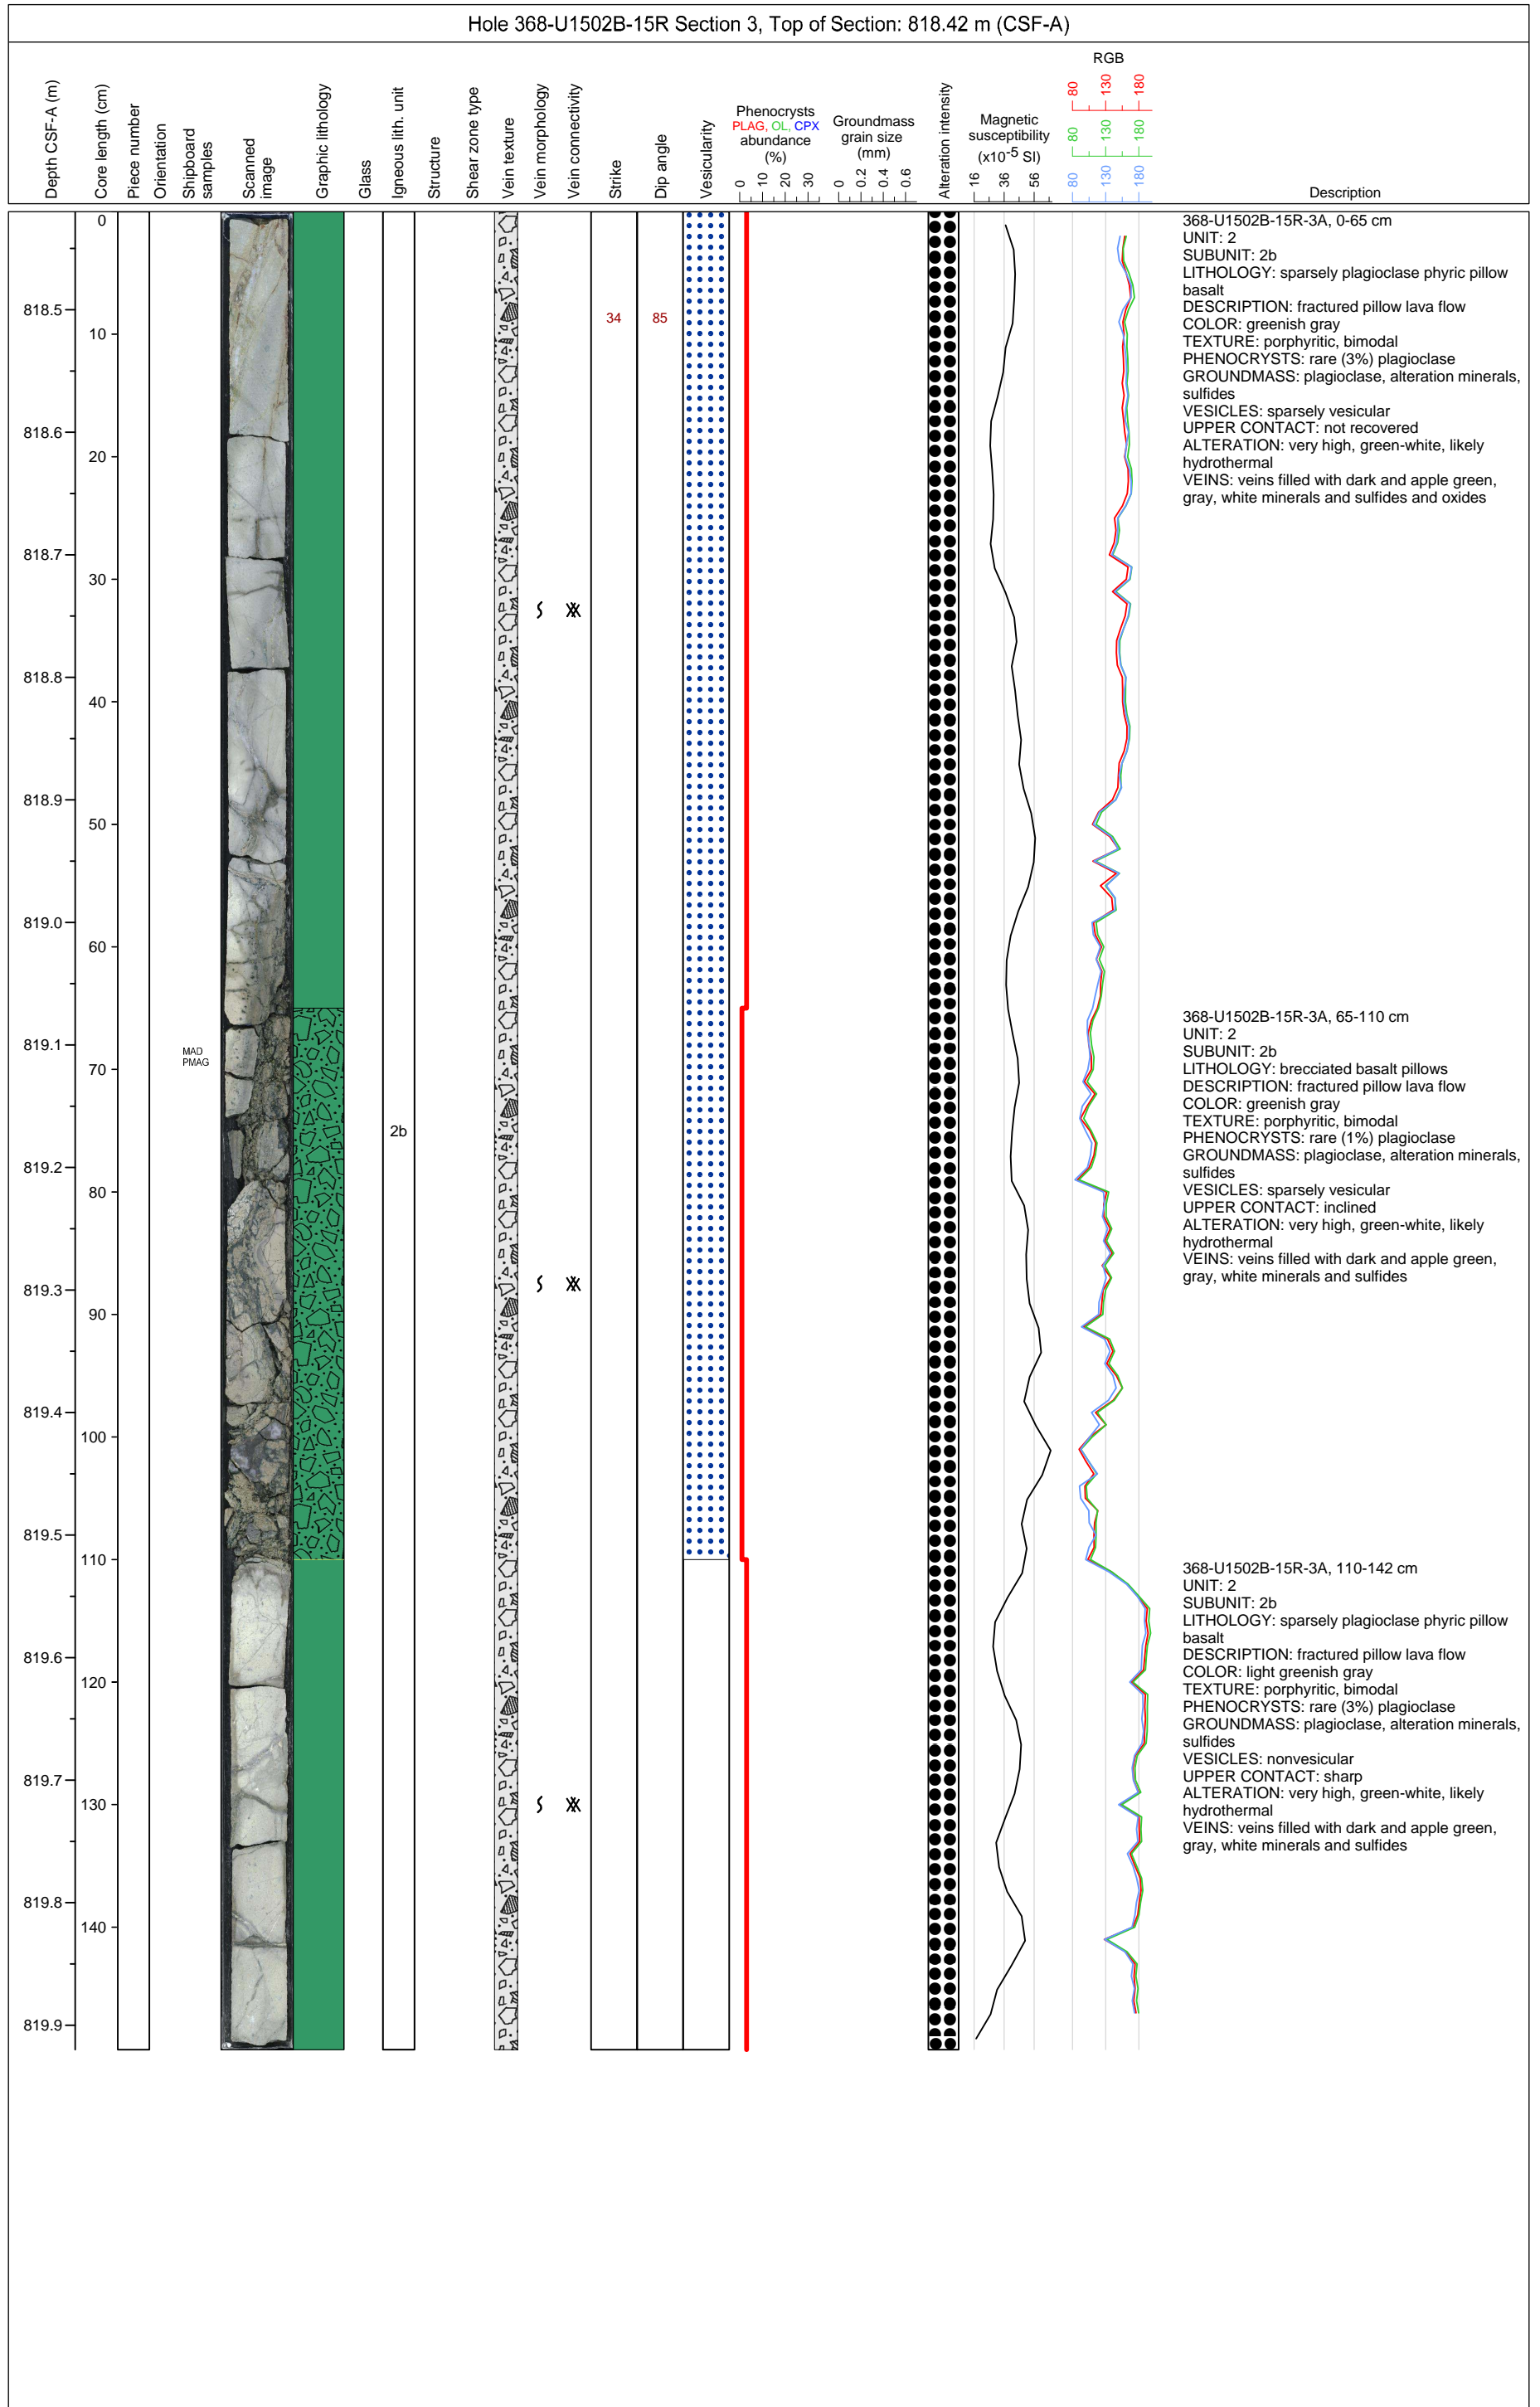 Hole 368-U1502B-15R Section 3, Top of Section: 818.42 m (CSF-A)
Depth CSF-A (m)
Core length (cm)
Piece number
Orientation
Shipboard
samples
Scanned
image
Graphic lithology
Glass
Igneous lith. unit
Structure
Shear zone type
Vein texture
Vein morphology
Vein connectivity
Strike
Dip angle
Vesicularity
Phenocrysts
PLAG, OL, CPX
abundance
(%)
0 10 20 30
Groundmass
grain size
(mm)
0 0.2 0.4 0.6
Alteration intensity
Magnetic
susceptibility
(x10-5 SI)
16 36 56
RGB
80 130 180
80 130 180
80 130 180
Description
0
818.5
10
818.6
20
818.7
30
818.8
40
818.9
50
819.0
60
819.1
70
819.2
80
819.3
90
819.4
100
819.5
110
819.6
120
819.7
130
819.8
140
819.9
MAD
PMAG
2b
34 85
368-U1502B-15R-3A, 0-65 cm
UNIT: 2
SUBUNIT: 2b
LITHOLOGY: sparsely plagioclase phyric pillow
basalt
DESCRIPTION: fractured pillow lava flow
COLOR: greenish gray
TEXTURE: porphyritic, bimodal
PHENOCRYSTS: rare (3%) plagioclase
GROUNDMASS: plagioclase, alteration minerals,
sulfides
VESICLES: sparsely vesicular
UPPER CONTACT: not recovered
ALTERATION: very high, green-white, likely
hydrothermal
VEINS: veins filled with dark and apple green,
gray, white minerals and sulfides and oxides
368-U1502B-15R-3A, 65-110 cm
UNIT: 2
SUBUNIT: 2b
LITHOLOGY: brecciated basalt pillows
DESCRIPTION: fractured pillow lava flow
COLOR: greenish gray
TEXTURE: porphyritic, bimodal
PHENOCRYSTS: rare (1%) plagioclase
GROUNDMASS: plagioclase, alteration minerals,
sulfides
VESICLES: sparsely vesicular
UPPER CONTACT: inclined
ALTERATION: very high, green-white, likely
hydrothermal
VEINS: veins filled with dark and apple green,
gray, white minerals and sulfides
368-U1502B-15R-3A, 110-142 cm
UNIT: 2
SUBUNIT: 2b
LITHOLOGY: sparsely plagioclase phyric pillow
basalt
DESCRIPTION: fractured pillow lava flow
COLOR: light greenish gray
TEXTURE: porphyritic, bimodal
PHENOCRYSTS: rare (3%) plagioclase
GROUNDMASS: plagioclase, alteration minerals,
sulfides
VESICLES: nonvesicular
UPPER CONTACT: sharp
ALTERATION: very high, green-white, likely
hydrothermal
VEINS: veins filled with dark and apple green,
gray, white minerals and sulfides